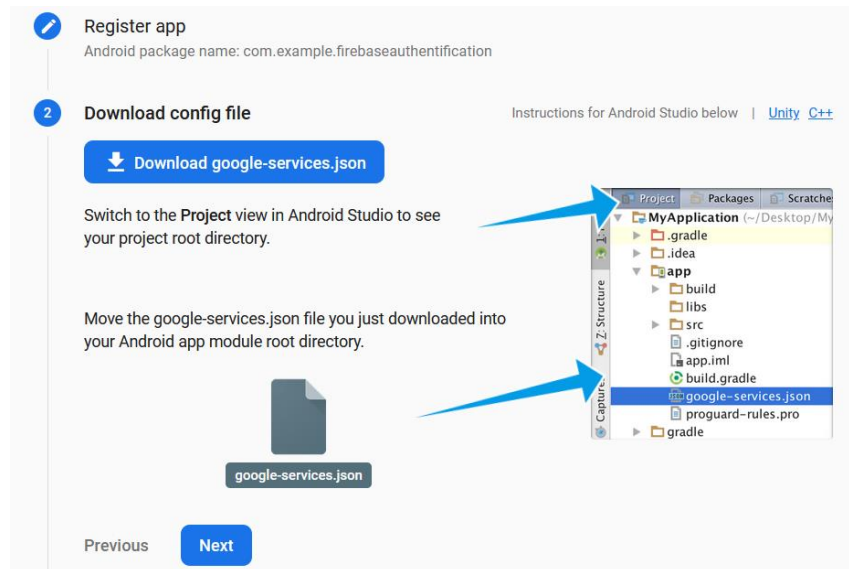 Register app
Android package name: com.example.firebaseauthentification
2
Download config file
Instructions for Android Studio below | Unity C++
Download google-services.json
Switch to the Project view in Android Studio to see
your project root directory.
Move the google-services.json file you just downloaded into
your Android app module root directory.
google-services.json
Project Packages Scratche
MyApplication (~/Desktop/My
.gradle
.idea
app
build
libs
src
.gitignore
app.iml
build.gradle
google-services.json
proguard-rules.pro
gradle
Z: Structure
Captures
Previous
Next